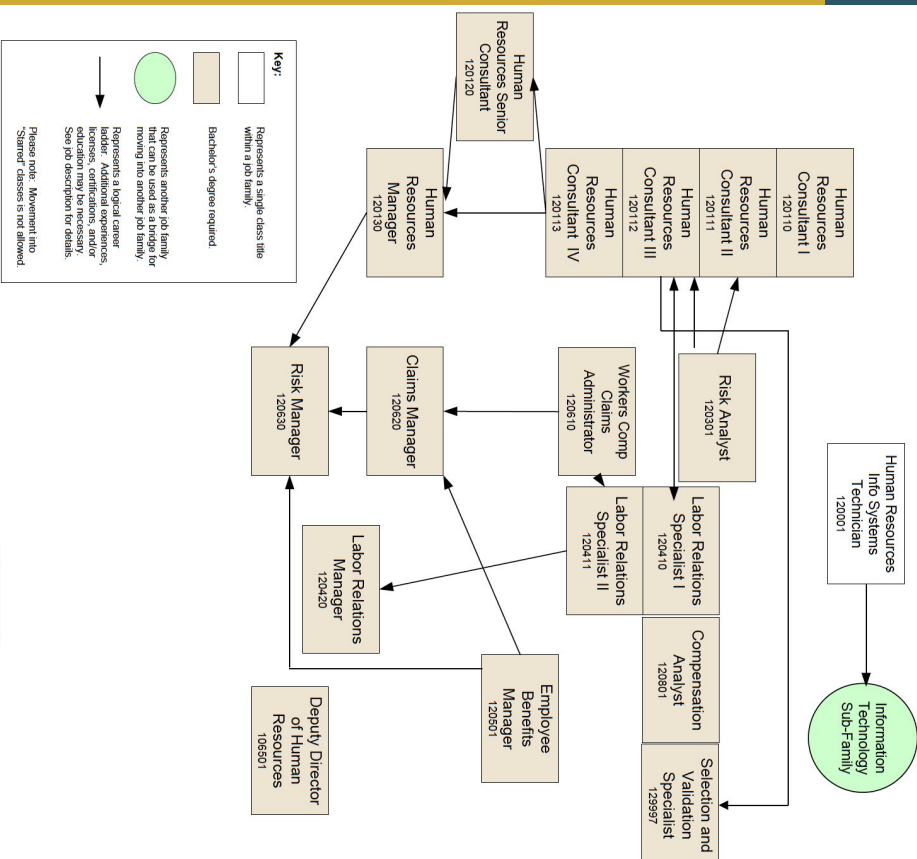 Human Resources
Info Systems
Technician
120001
Information
Technology
Sub-Family
Human
Resources
Consultant I
120110
Human
Resources
Consultant II
120111
Human
Resources
Consultant III
120112
Human
Resources
Consultant IV
120113
Risk Analyst
120301
Labor Relations
Specialist I
120410
Labor Relations
Specialist II
120411
Compensation
Analyst
120801
Selection and
Validation
Specialist
129997
Workers Comp
Claims
Administrator
120610
Human
Resources Senior
Consultant
120120
Human
Resources
Manager
120130
Claims Manager
120620
Employee
Benefits
Manager
120501
Labor Relations
Manager
120420
Risk Manager
120630
Deputy Director
of Human
Resources
106501
Key:
Represents a single class title
within a job family.
Bachelor's degree required.
Represents another job family
that can be used as a bridge for
moving into another job family.
Represents a logical career
ladder. Additional experiences,
licenses, certifications, and/or
education may be necessary.
See job description for details.
Please note: Movement into
"Starred" classes is not allowed.